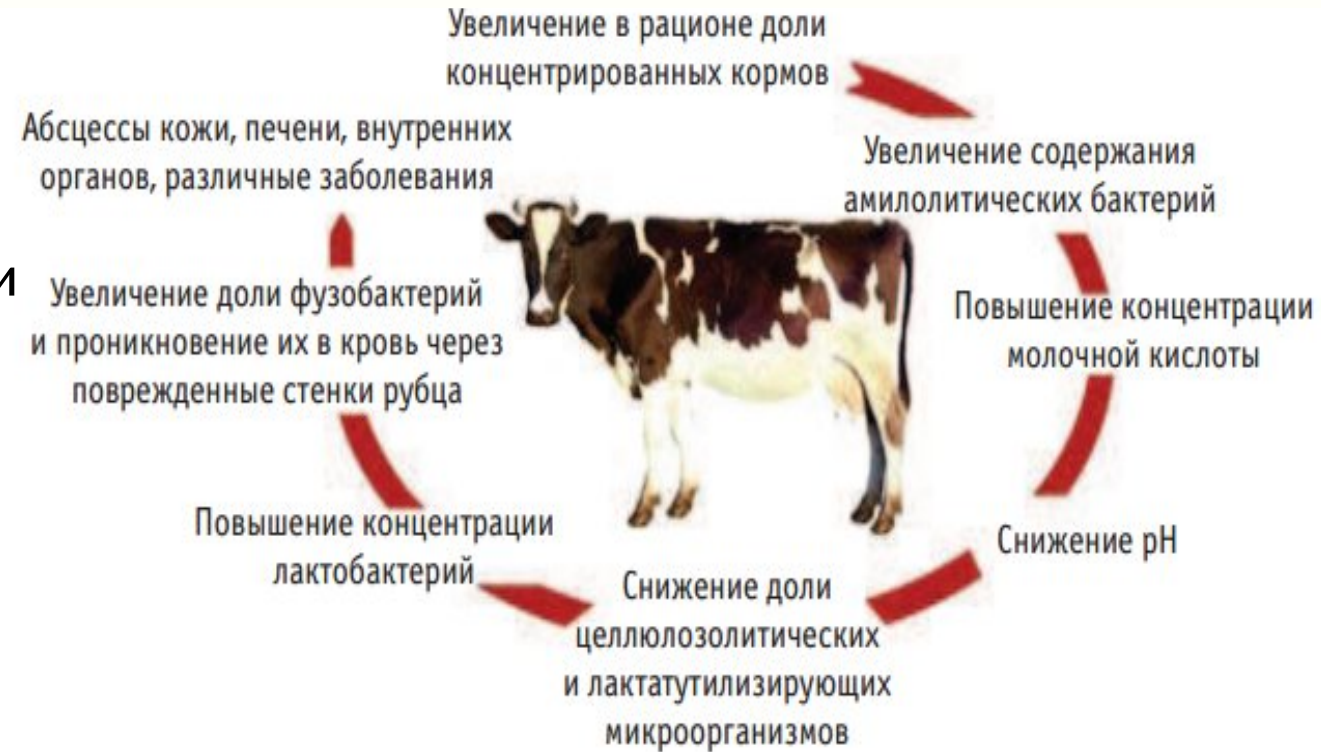 Увеличение в рационе доли
концентрированных кормов
Увеличение содержания
амилолитических бактерий
Повышение концентрации
молочной кислоты
Снижение pH
Снижение доли
целлюлозолитических
и лактатутилизирующих
микроорганизмов
Повышение концентрации
лактобактерий
Увеличение доли фузобактерий
и проникновение их в кровь через
поврежденные стенки рубца
Абсцессы кожи, печени, внутренних
органов, различные заболевания
и